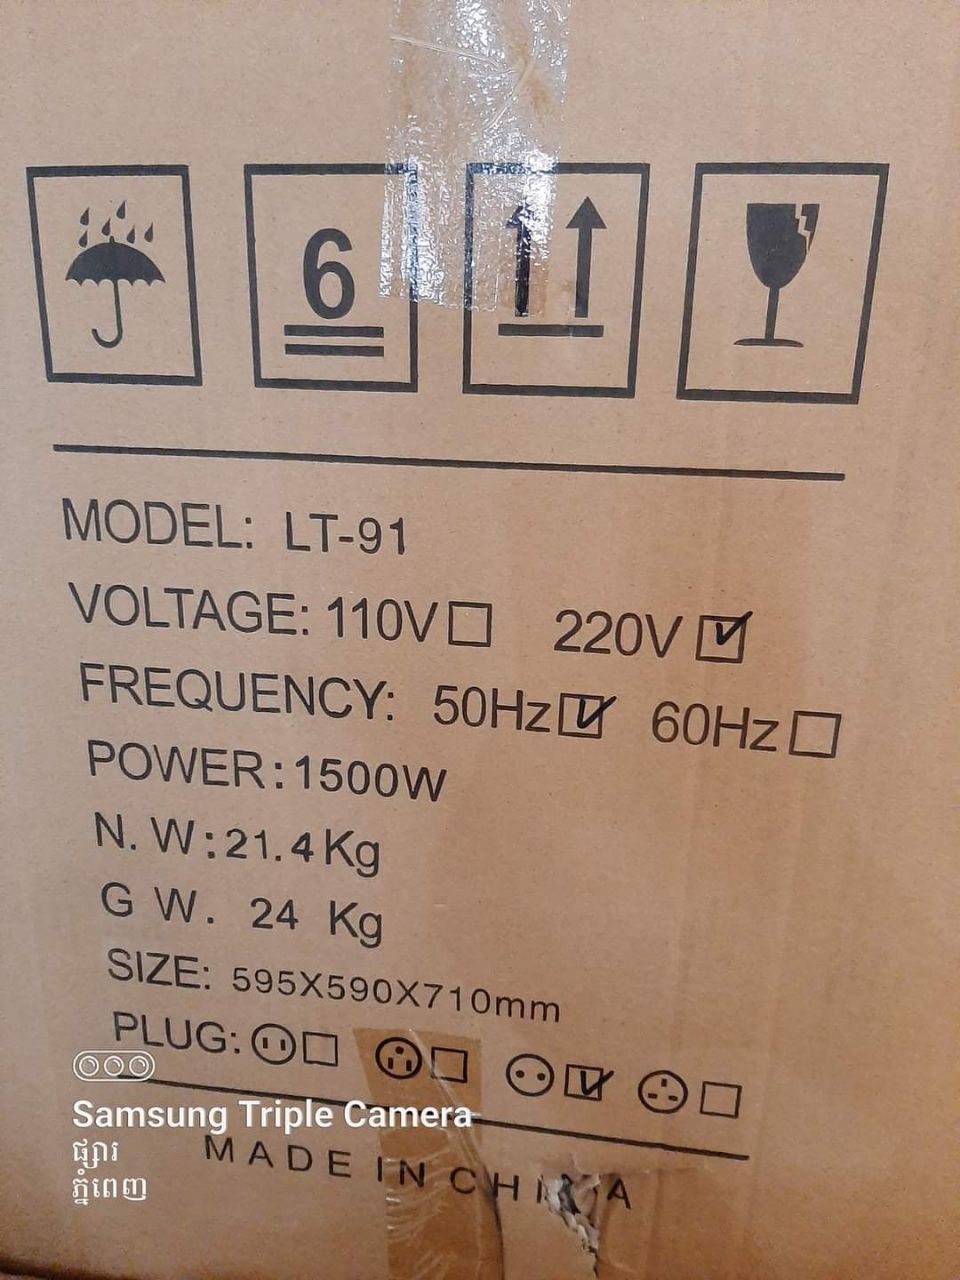 6
MODEL: LT-91
VOLTAGE: 110V 220V
FREQUENCY: 50Hz 60Hz
POWER: 1500W
N. W: 21.4Kg
G W. 24 Kg
SIZE: 595X590X710mm
PLUG:
Samsung Triple Camera
ផ្សារ
ភ្នំពេញ
MADE IN CHINA